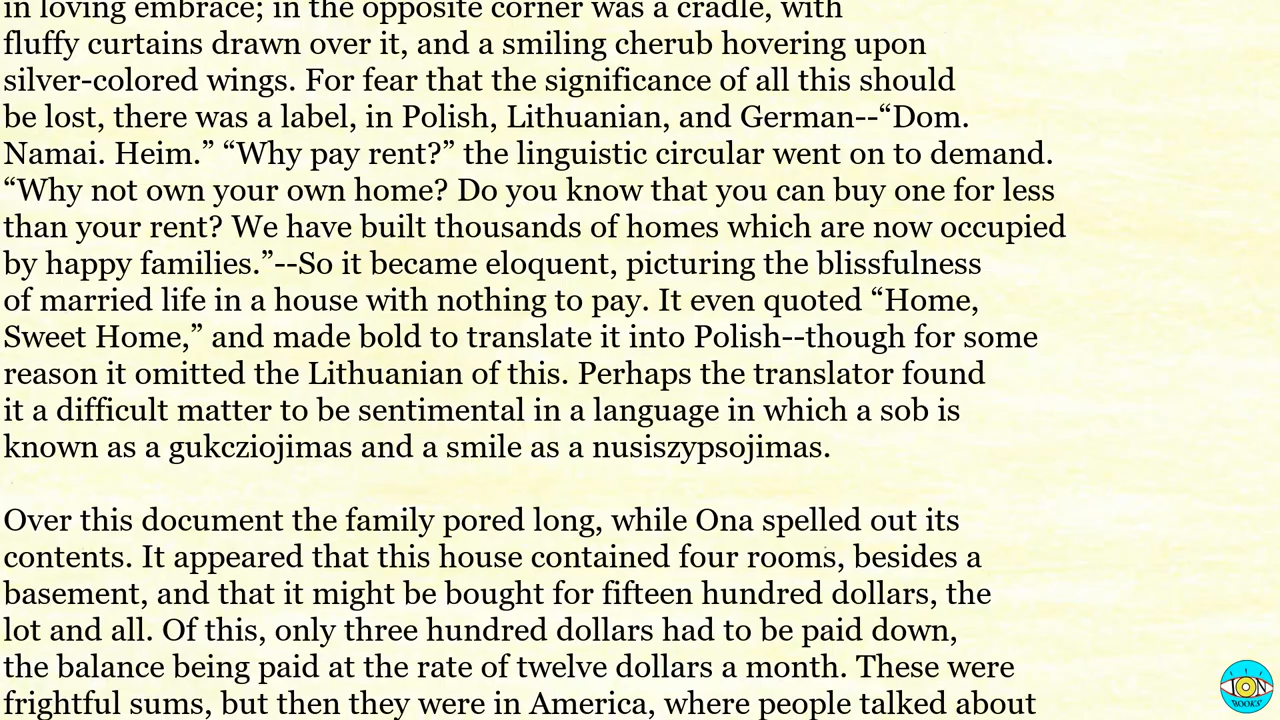 in loving embrace; in the opposite corner was a cradle, with
fluffy curtains drawn over it, and a smiling cherub hovering upon
silver-colored wings. For fear that the significance of all this should
be lost, there was a label, in Polish, Lithuanian, and German--“Dom.
Namai. Heim.” “Why pay rent?” the linguistic circular went on to demand.
“Why not own your own home? Do you know that you can buy one for less
than your rent? We have built thousands of homes which are now occupied
by happy families.”--So it became eloquent, picturing the blissfulness
of married life in a house with nothing to pay. It even quoted “Home,
Sweet Home,” and made bold to translate it into Polish--though for some
reason it omitted the Lithuanian of this. Perhaps the translator found
it a difficult matter to be sentimental in a language in which a sob is
known as a gukcziojimas and a smile as a nusiszypsojimas.
Over this document the family pored long, while Ona spelled out its
contents. It appeared that this house contained four rooms, besides a
basement, and that it might be bought for fifteen hundred dollars, the
lot and all. Of this, only three hundred dollars had to be paid down,
the balance being paid at the rate of twelve dollars a month. These were
frightful sums, but then they were in America, where people talked about
ION
BOOKS